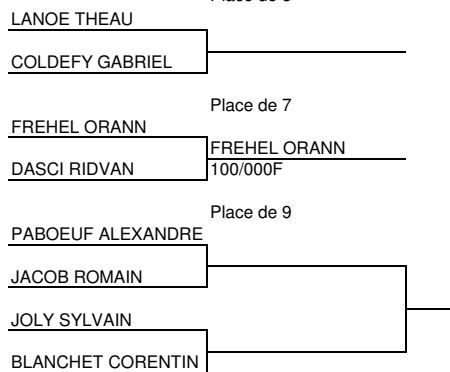 LANOE THEAU
COLDEFY GABRIEL
Place de 7
FREHEL ORANN
FREHEL ORANN
DASCI RIDVAN
100/000F
Place de 9
PABOEUF ALEXANDRE
JACOB ROMAIN
JOLY SYLVAIN
BLANCHET CORENTIN